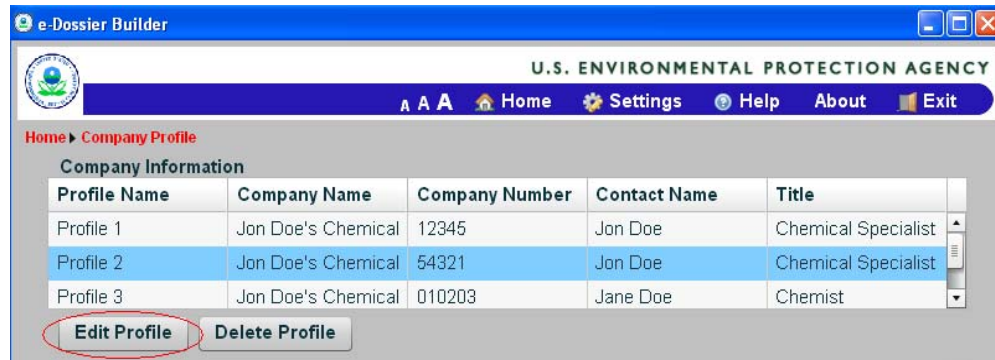 e-Dossier Builder
U.S. ENVIRONMENTAL PROTECTION AGENCY
A A A Home Settings Help About Exit
Home Company Profile
Company Information
Profile Name Company Name Company Number Contact Name Title
Profile 1 Jon Doe's Chemical 12345 Jon Doe Chemical Specialist
Profile 2 Jon Doe's Chemical 54321 Jon Doe Chemical Specialist
Profile 3 Jon Doe's Chemical 010203 Jane Doe Chemist
Edit Profile Delete Profile